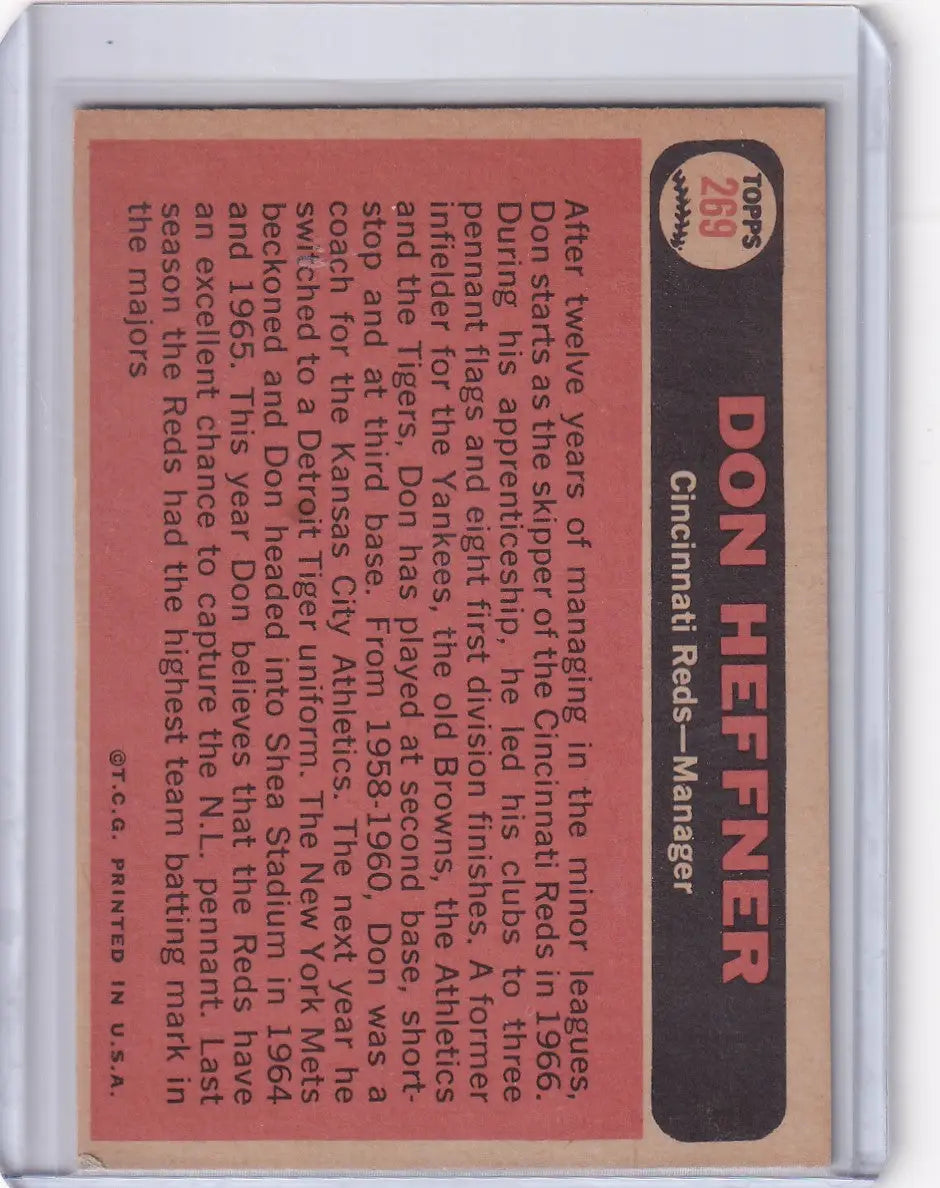 TOPPS
269
DON HEFFNER
Cincinnati Reds—Manager
After twelve years of managing in the minor leagues,
Don starts as the skipper of the Cincinnati Reds in 1966.
During his apprenticeship, he led his clubs to three
pennant flags and eight first division finishes. A former
infielder for the Yankees, the old Browns, the Athletics
and the Tigers, Don has played at second base, short-
stop and at third base. From 1958-1960, Don was a
coach for the Kansas City Athletics. The next year he
switched to a Detroit Tiger uniform. The New York Mets
beckoned and Don headed into Shea Stadium in 1964
and 1965. This year Don believes that the Reds have
an excellent chance to capture the N.L. pennant. Last
season the Reds had the highest team batting mark in
the majors
©T.C.G. PRINTED IN U.S.A.